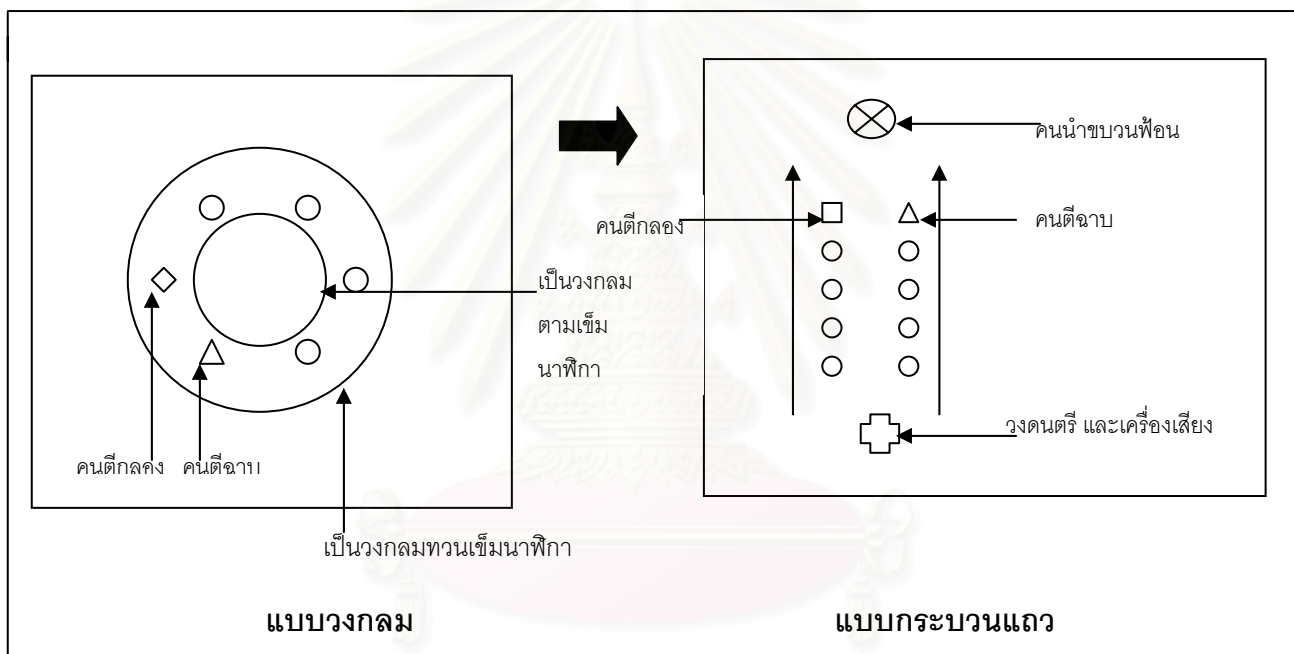 คนนำขบวนฟ้อน
คนตีกลอง
คนตีฉาบ
เป็นวงกลม
ตามเข็ม
นาฬิกา
วงดนตรี และเครื่องเสียง
คนตีกลอง คนตีฉาบ
เป็นวงกลมทวนเข็มนาฬิกา
แบบวงกลม
แบบกระบวนแถว